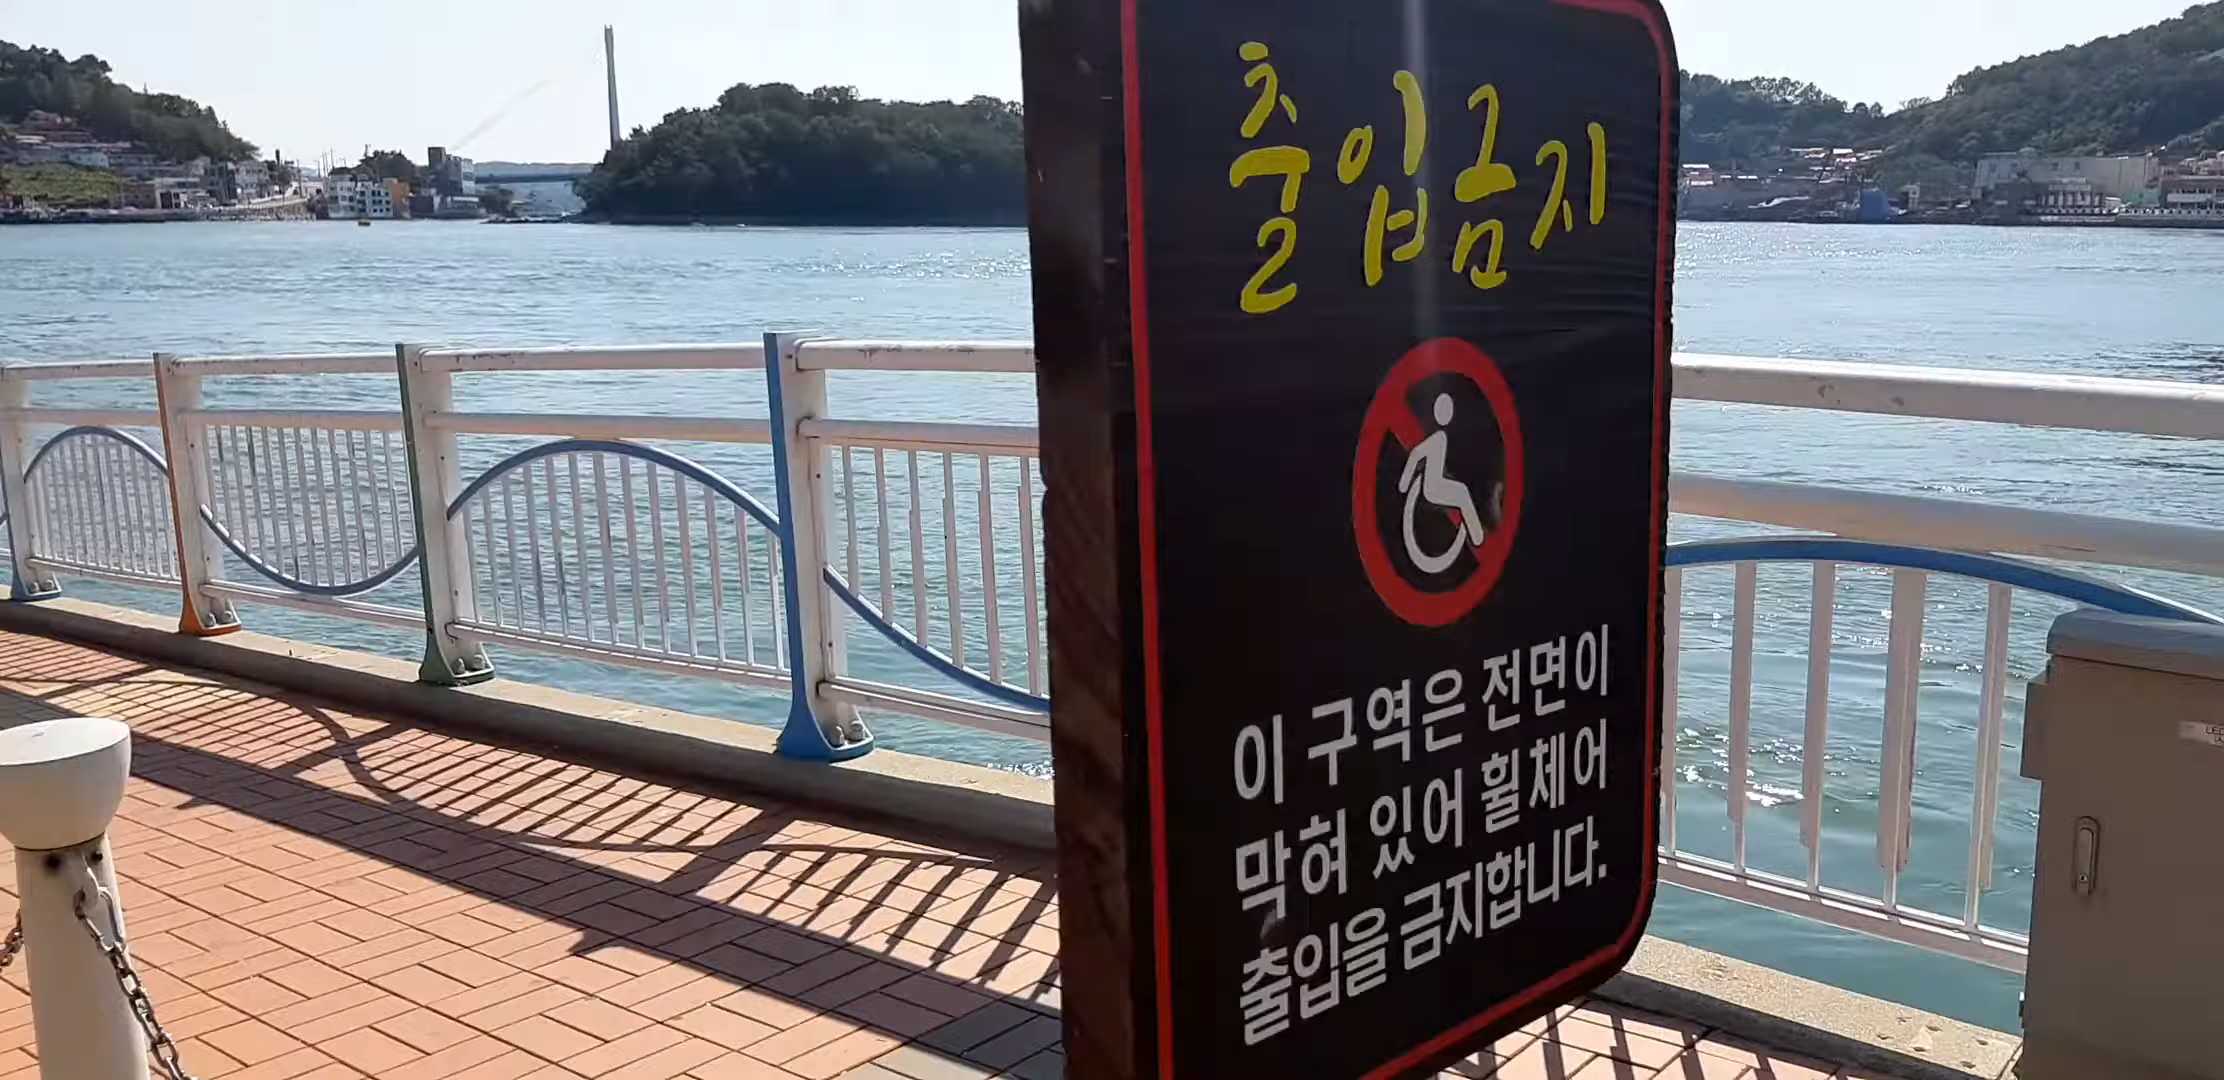 출입금지
이 구역은 전면이
막혀 있어 휠체어
출입을 금지합니다.